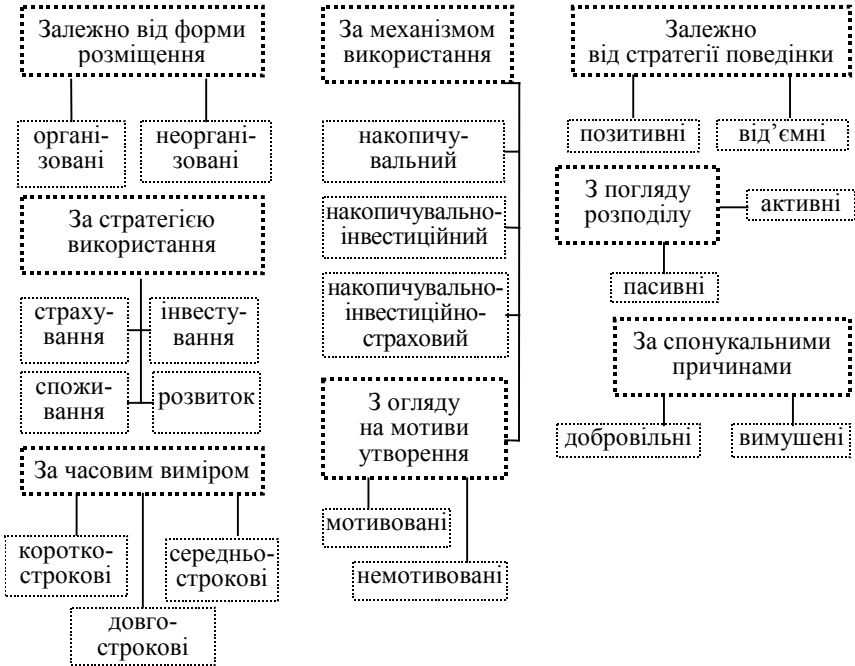 Залежно від форми
розміщення
органі-
зовані
неоргані-
зовані
За стратегією
використання
страху-
вання
інвесту-
вання
спожи-
вання
розвиток
За часовим виміром
коротко-
строкові
середньо-
строкові
довго-
строкові
За механізмом
використання
накопичу-
вальний
накопичувально-
інвестиційний
накопичувально-
інвестиційно-
страховий
З огляду
на мотиви
утворення
мотивовані
немотивовані
Залежно
від стратегії поведінки
позитивні
від’ємні
З погляду
розподілу
активні
пасивні
За спонукальними
причинами
добровільні
вимушені